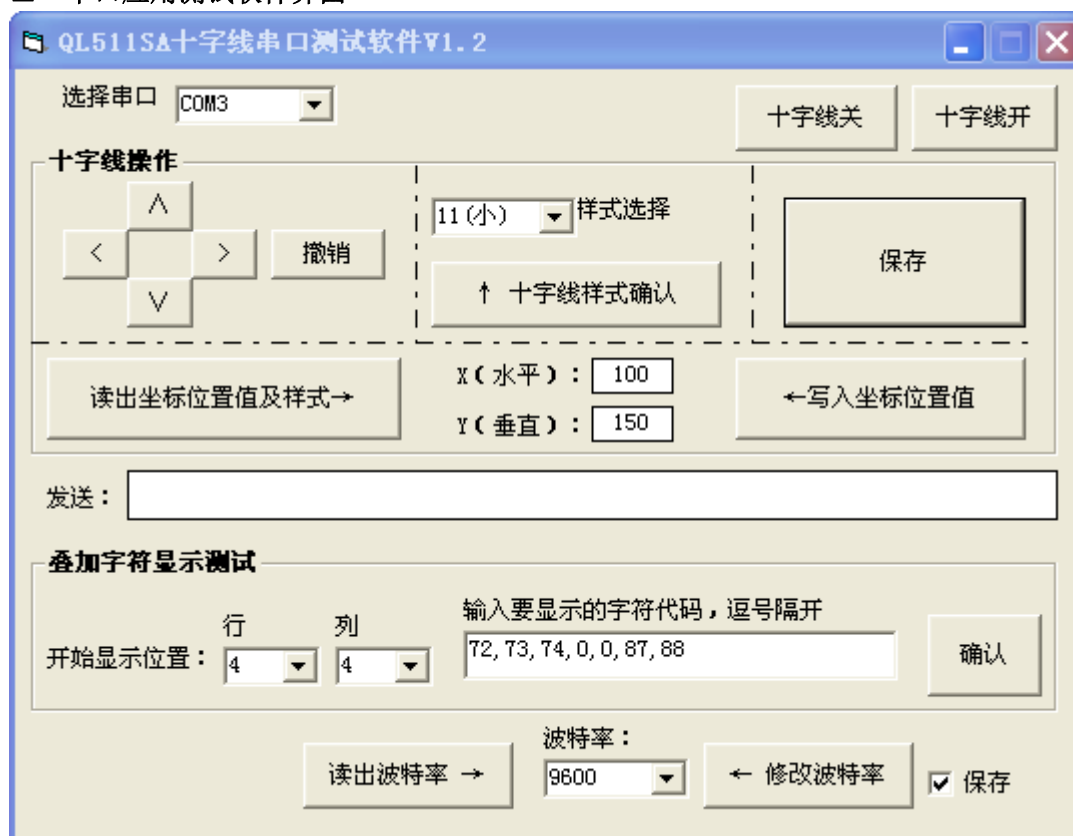 QL511SA十字线串口测试软件V1.2
选择串口 COM3
十字线关 十字线开
十字线操作
∧
< > 撤销
∨
11(小) 样式选择
↑ 十字线样式确认
保存
读出坐标位置值及样式→
X(水平): 100
Y(垂直): 150
←写入坐标位置值
发送:
叠加字符显示测试
行 列
开始显示位置: 4 4
输入要显示的字符代码,逗号隔开
72,73,74,0,0,87,88
确认
读出波特率 →
波特率:
9600
← 修改波特率
保存